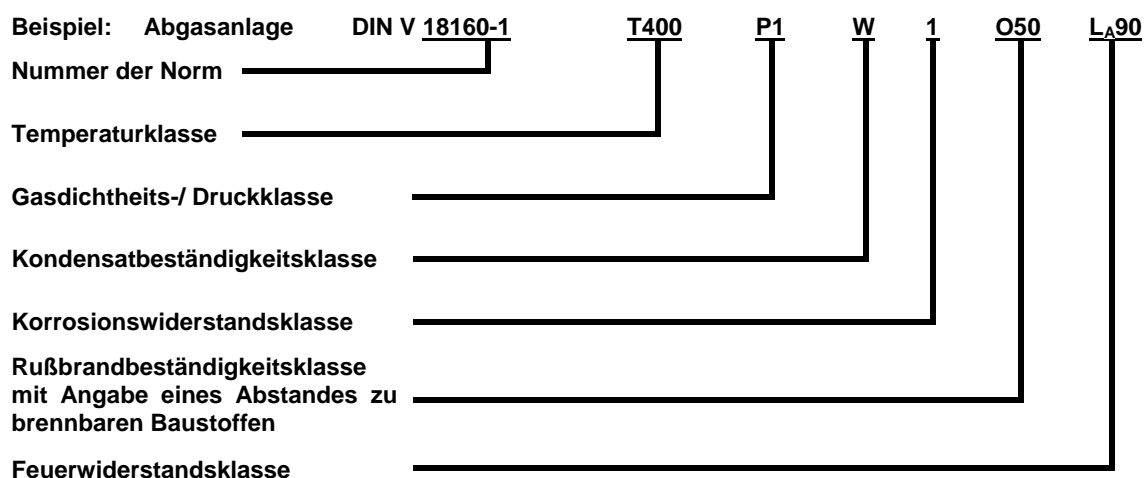 Beispiel: Abgasanlage DIN V 18160-1 T400 P1 W 1 O50 LA90
Nummer der Norm
Temperaturklasse
Gasdichtheits-/ Druckklasse
Kondensatbeständigkeitsklasse
Korrosionswiderstandsklasse
Rußbrandbeständigkeitsklasse
mit Angabe eines Abstandes zu
brennbaren Baustoffen
Feuerwiderstandsklasse